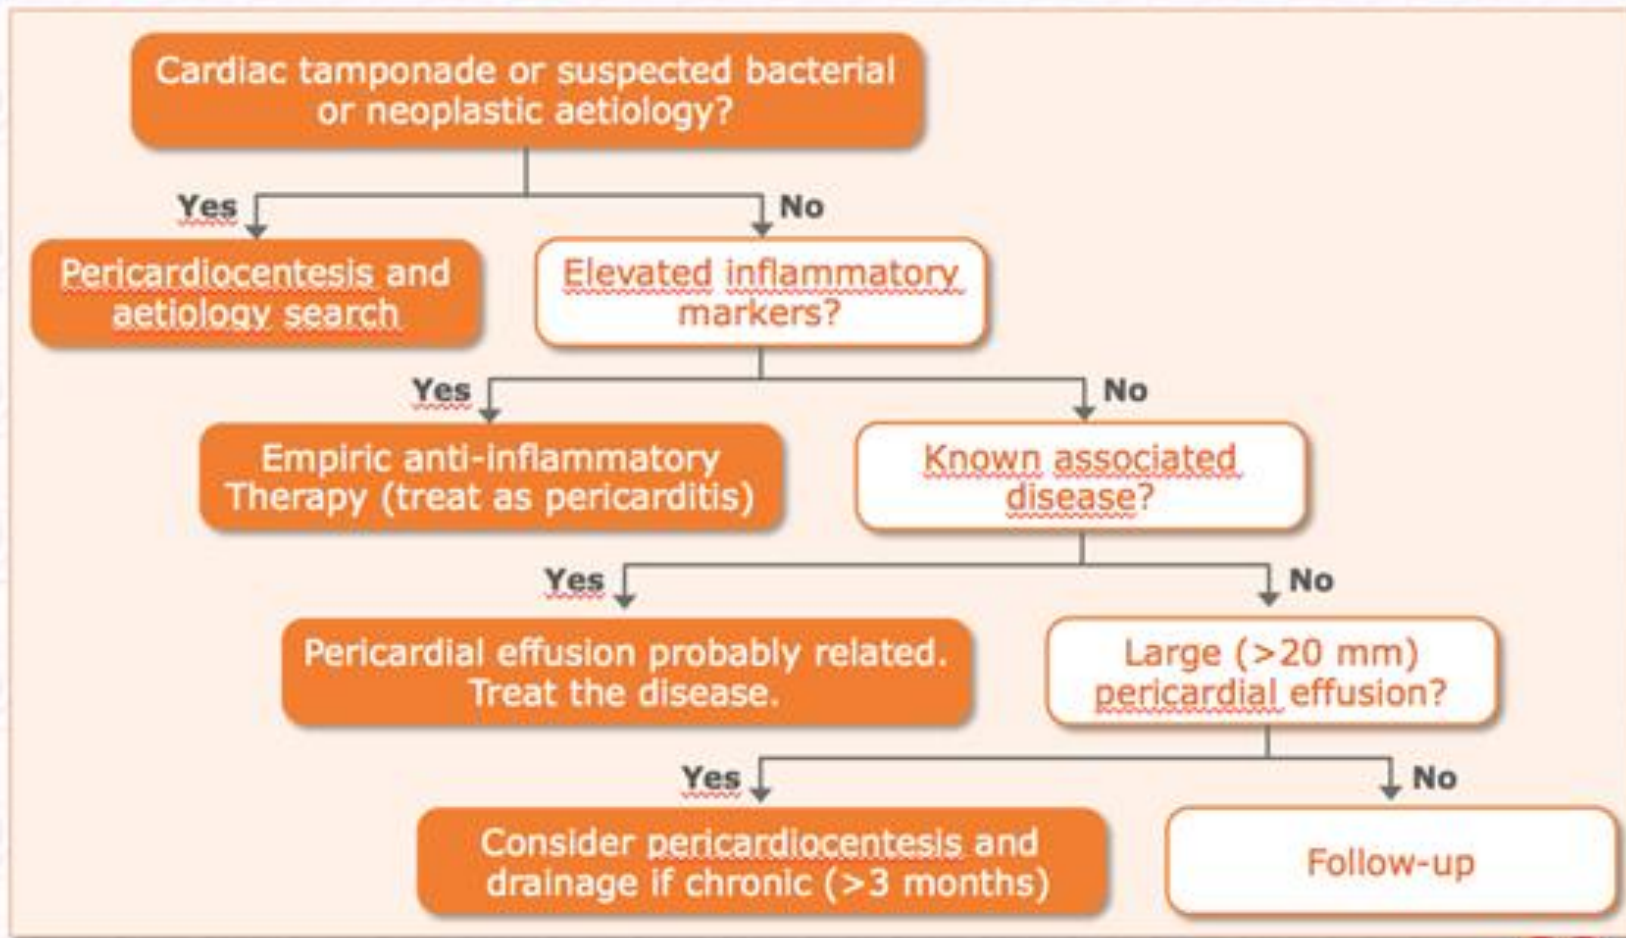 Cardiac tamponade or suspected bacterial
or neoplastic aetiology?
Yes
No
Pericardiocentesis and
aetiology search
Elevated inflammatory
markers?
Yes
No
Empiric anti-inflammatory
Therapy (treat as pericarditis)
Known associated
disease?
Yes
No
Pericardial effusion probably related.
Treat the disease.
Large (>20 mm)
pericardial effusion?
Yes
No
Consider pericardiocentesis and
drainage if chronic (>3 months)
Follow-up